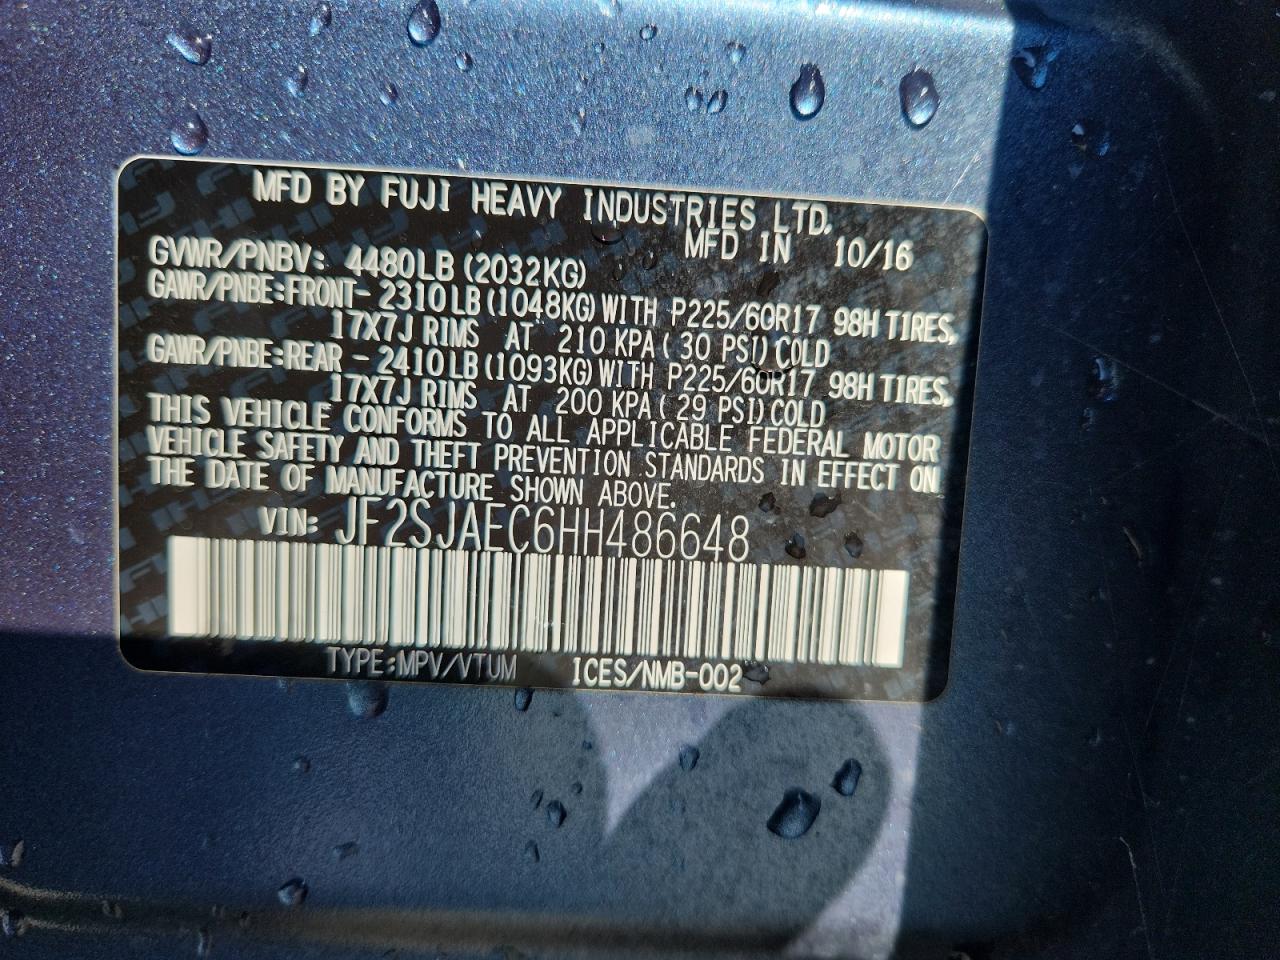 MFD BY FUJI HEAVY INDUSTRIES LTD.
MFD IN 10/16
GVWR/PNBV: 4480LB (2032KG)
GAWR/PNBE:FRONT- 2310LB (1048KG) WITH P225/60R17 98H TIRES,
17X7J RIMS AT 210 KPA ( 30 PSI) COLD
GAWR/PNBE:REAR - 2410LB (1093KG) WITH P225/60R17 98H TIRES,
17X7J RIMS AT 200 KPA ( 29 PSI) COLD
THIS VEHICLE CONFORMS TO ALL APPLICABLE FEDERAL MOTOR
VEHICLE SAFETY AND THEFT PREVENTION STANDARDS IN EFFECT ON
THE DATE OF MANUFACTURE SHOWN ABOVE.
VIN: JF2SJAEC6HH486648
TYPE:MPV/VTUM ICES/NMB-002